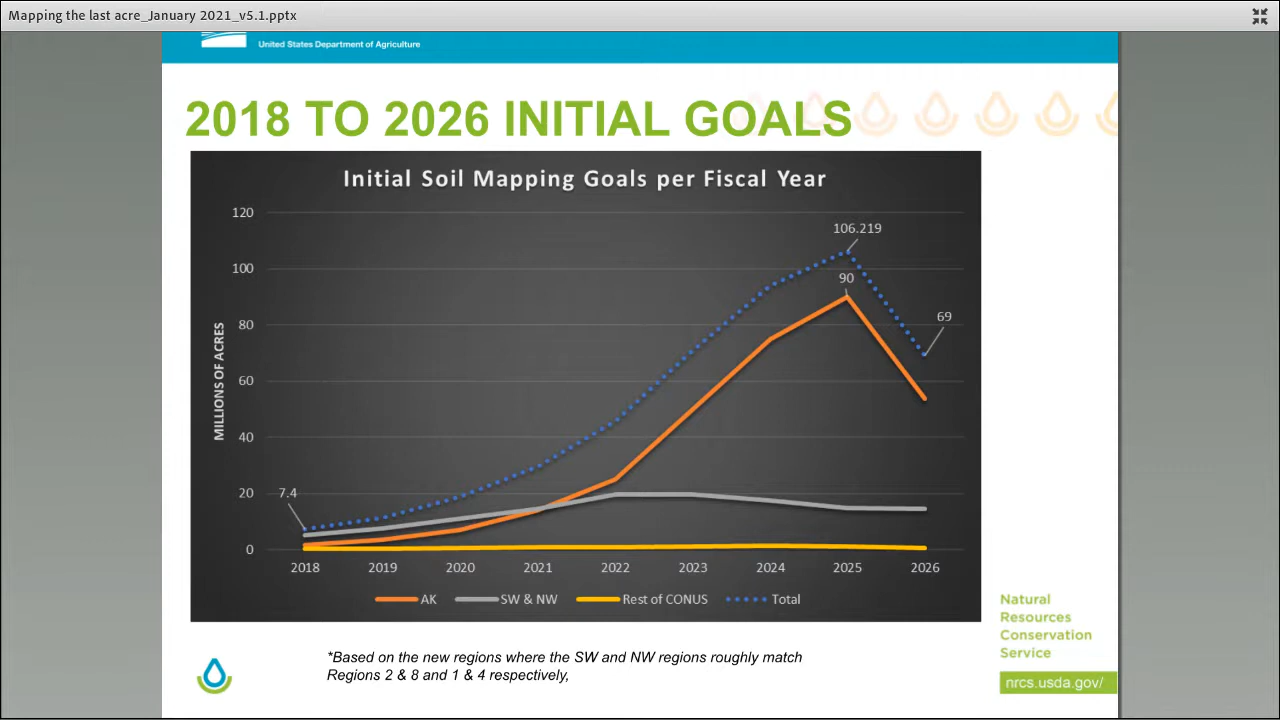 Mapping the last acre_January 2021_v5.1.pptx
United States Department of Agriculture
2018 TO 2026 INITIAL GOALS
Initial Soil Mapping Goals per Fiscal Year
120
100
80
60
40
20
0
MILLIONS OF ACRES
106.219
90
69
7.4
2018 2019 2020 2021 2022 2023 2024 2025 2026
AK SW & NW Rest of CONUS Total
Natural
Resources
Conservation
Service
nrcs.usda.gov/
*Based on the new regions where the SW and NW regions roughly match
Regions 2 & 8 and 1 & 4 respectively,